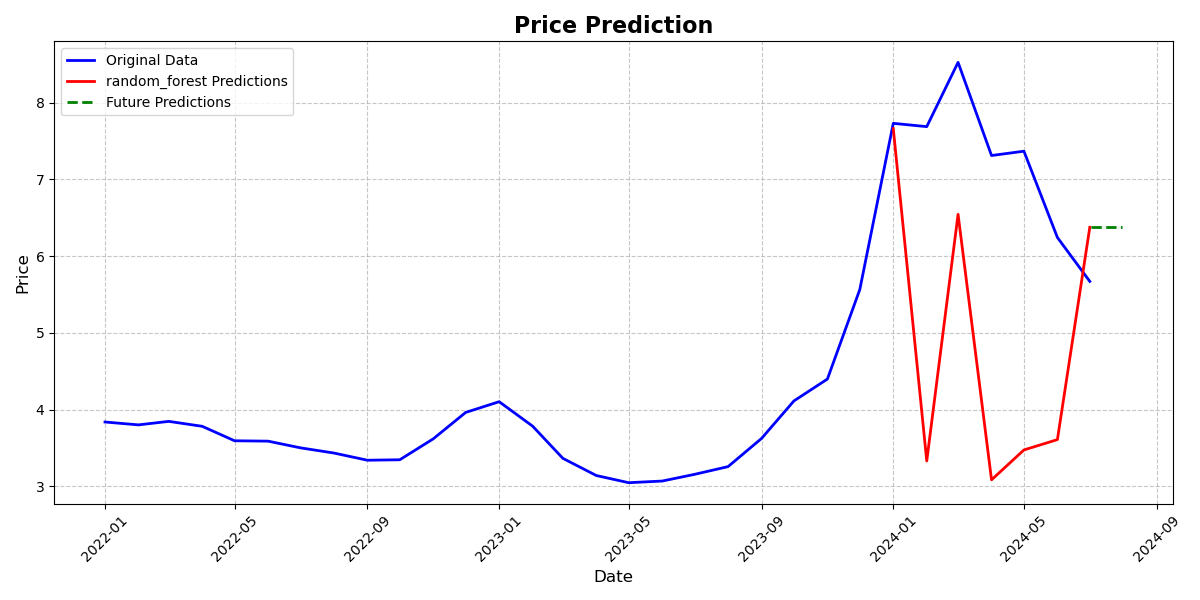 Price Prediction
Original Data
random_forest Predictions
Future Predictions
Price
8
7
6
5
4
3
2022-01
2022-05
2022-09
2023-01
2023-05
2023-09
2024-01
2024-05
2024-09
Date